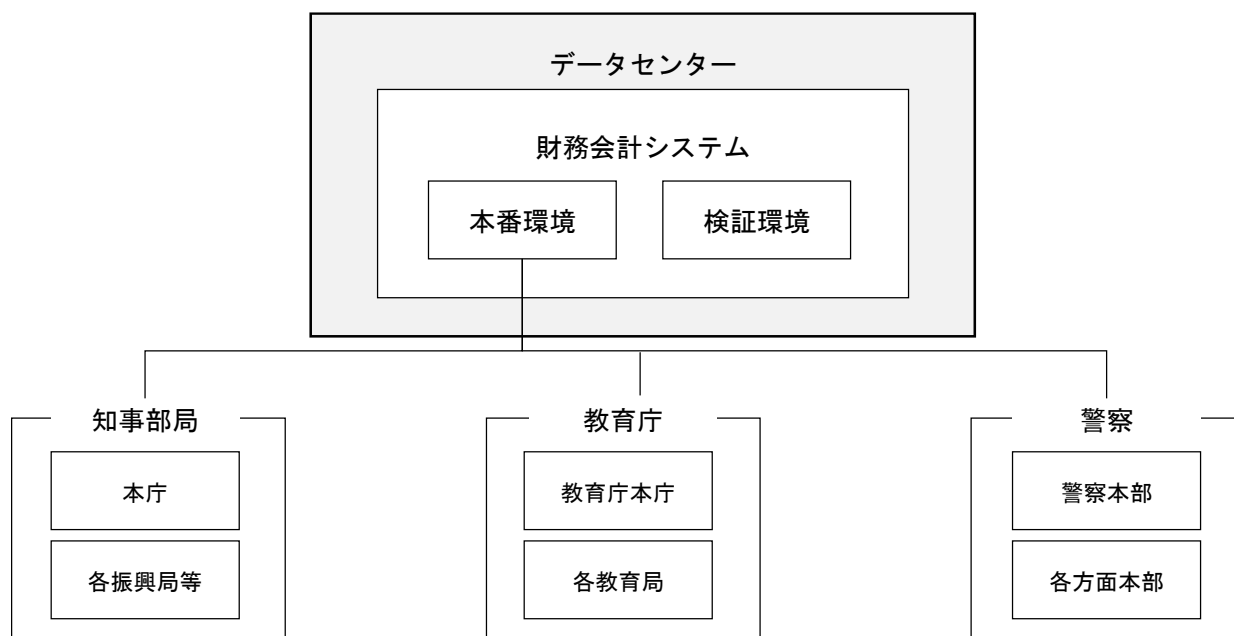 データセンター
財務会計システム
本番環境
検証環境
知事部局
本庁
各振興局等
教育庁
教育庁本庁
各教育局
警察
警察本部
各方面本部